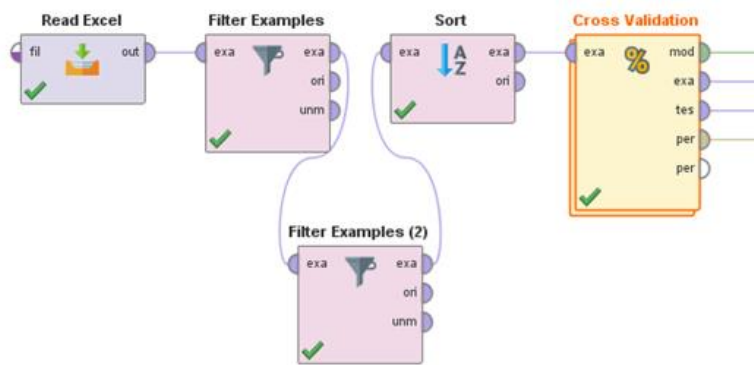 Read Excel
fil
out
Filter Examples
exa
exa
ori
unm
Sort
exa
A
Z
exa
ori
Cross Validation
exa
%
mod
exa
tes
per
per
Filter Examples (2)
exa
exa
ori
unm